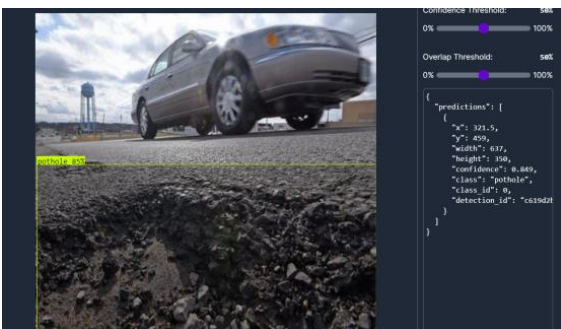 Confidence Threshold: 50%
0% 100%
Overlap Threshold: 50%
0% 100%
pothole 85%
{
"predictions": [
{
"x": 321.5,
"y": 459,
"width": 637,
"height": 350,
"confidence": 0.849,
"class": "pothole",
"class_id": 0,
"detection_id": "c619d2b
}
]
}